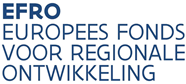 EFRO
EUROPEES FONDS
VOOR REGIONALE
ONTWIKKELING